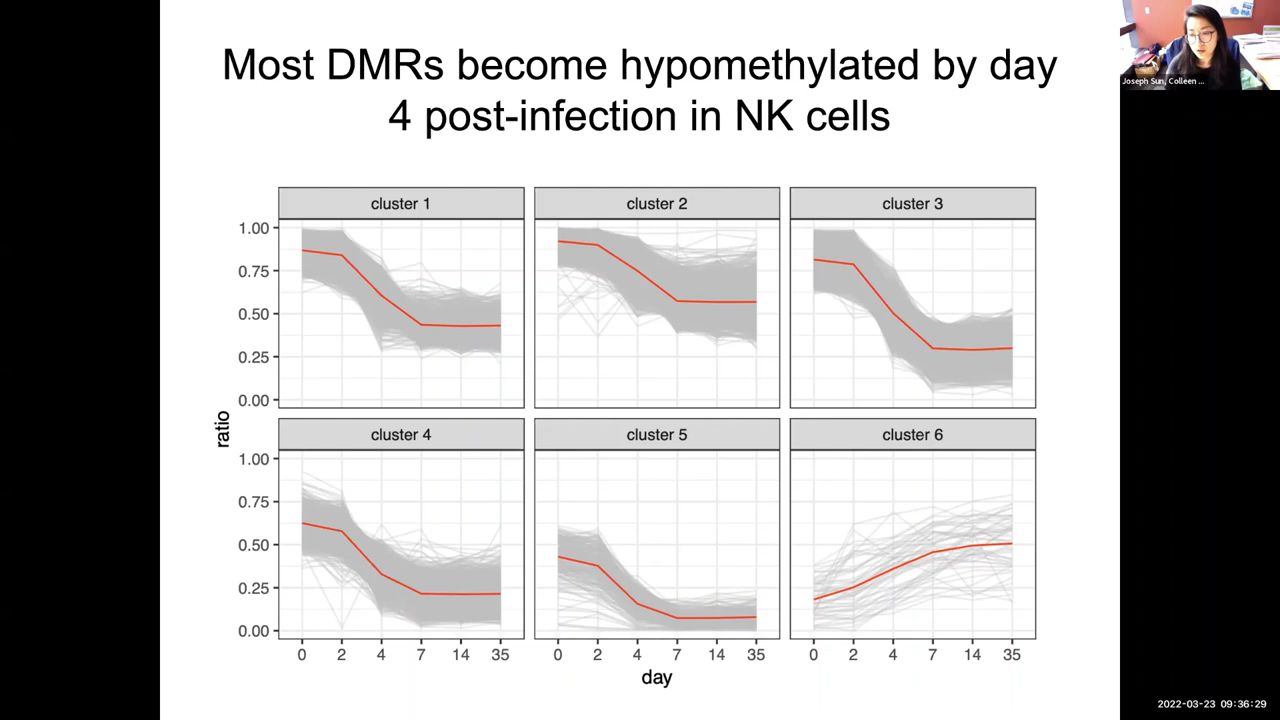 Most DMRs become hypomethylated by day
4 post-infection in NK cells
Joseph Sun, Colleen ...
cluster 1
cluster 2
cluster 3
1.00
0.75
0.50
0.25
0.00
ratio
cluster 4
cluster 5
cluster 6
1.00
0.75
0.50
0.25
0.00
0 2 4 7 14 35
0 2 4 7 14 35
0 2 4 7 14 35
day
2022-03-23 09:36:29